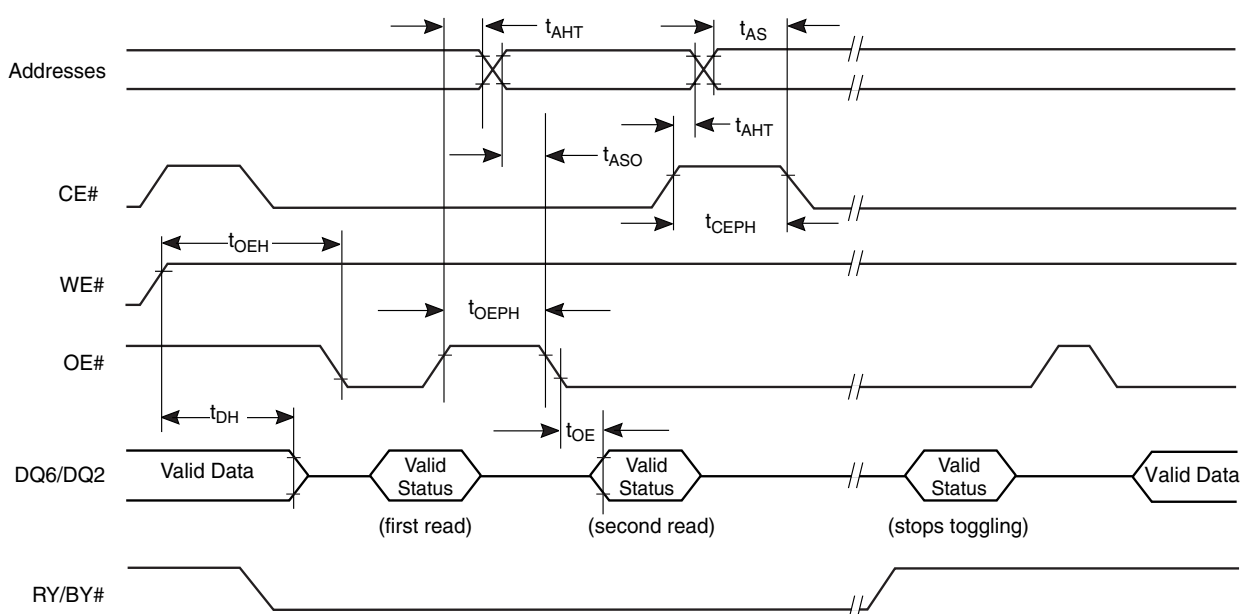 tAHT
tAS
Addresses
tAHT
tASO
CE#
tCEPH
tOEH
WE#
tOEPH
OE#
tDH
tOE
DQ6/DQ2
Valid Data
Valid
Status
Valid
Status
Valid
Status
Valid Data
(first read)
(second read)
(stops toggling)
RY/BY#